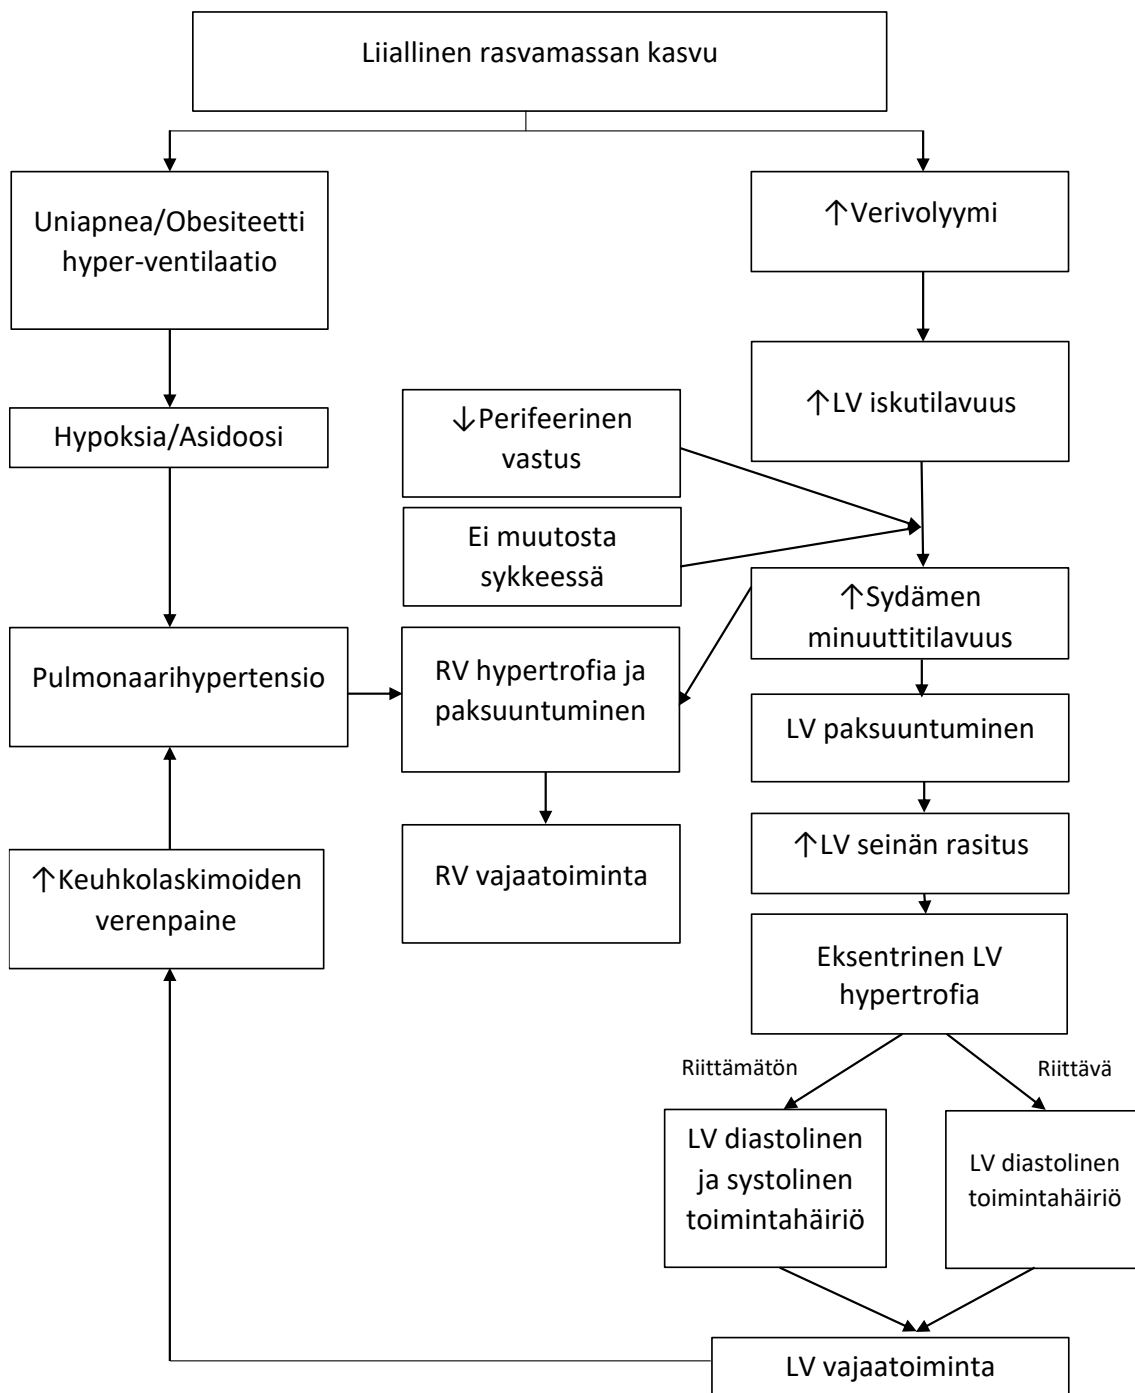 Liiallinen rasvamassan kasvu
Uniapnea/Obesiteetti
hyper-ventilaatio
↑Verivolyymi
↑LV iskutilavuus
↓Perifeerinen
vastus
Hypoksia/Asidoosi
Ei muutosta
sykkeessä
↑Sydämen
minuuttitilavuus
Pulmonaarihypertensio
RV hypertrofia ja
paksuuntuminen
LV paksuuntuminen
↑LV seinän rasitus
RV vajaatoiminta
↑Keuhkolaskimoiden
verenpaine
Eksentrinen LV
hypertrofia
Riittämätön
Riittävä
LV diastolinen
ja systolinen
toimintahäiriö
LV diastolinen
toimintahäiriö
LV vajaatoiminta